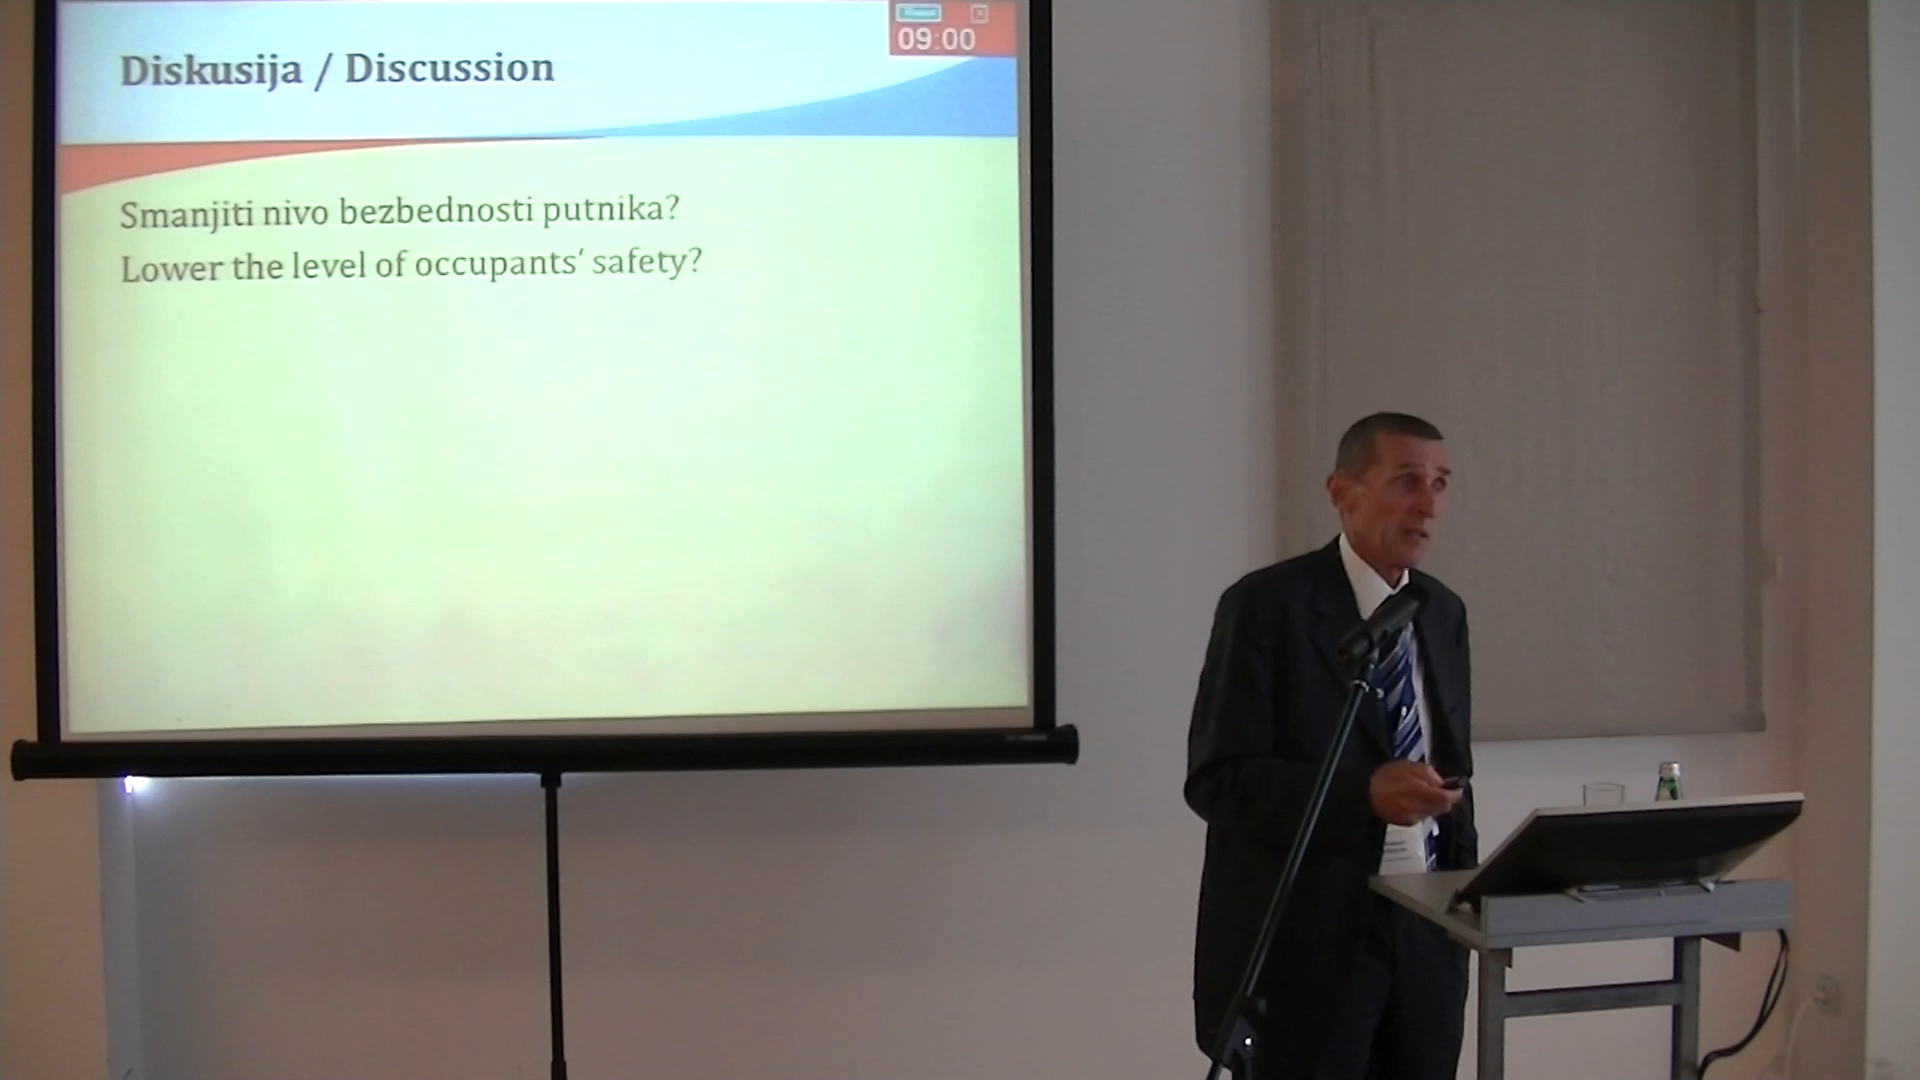 09:00
Diskusija / Discussion
Smanjiti nivo bezbednosti putnika?
Lower the level of occupants' safety?